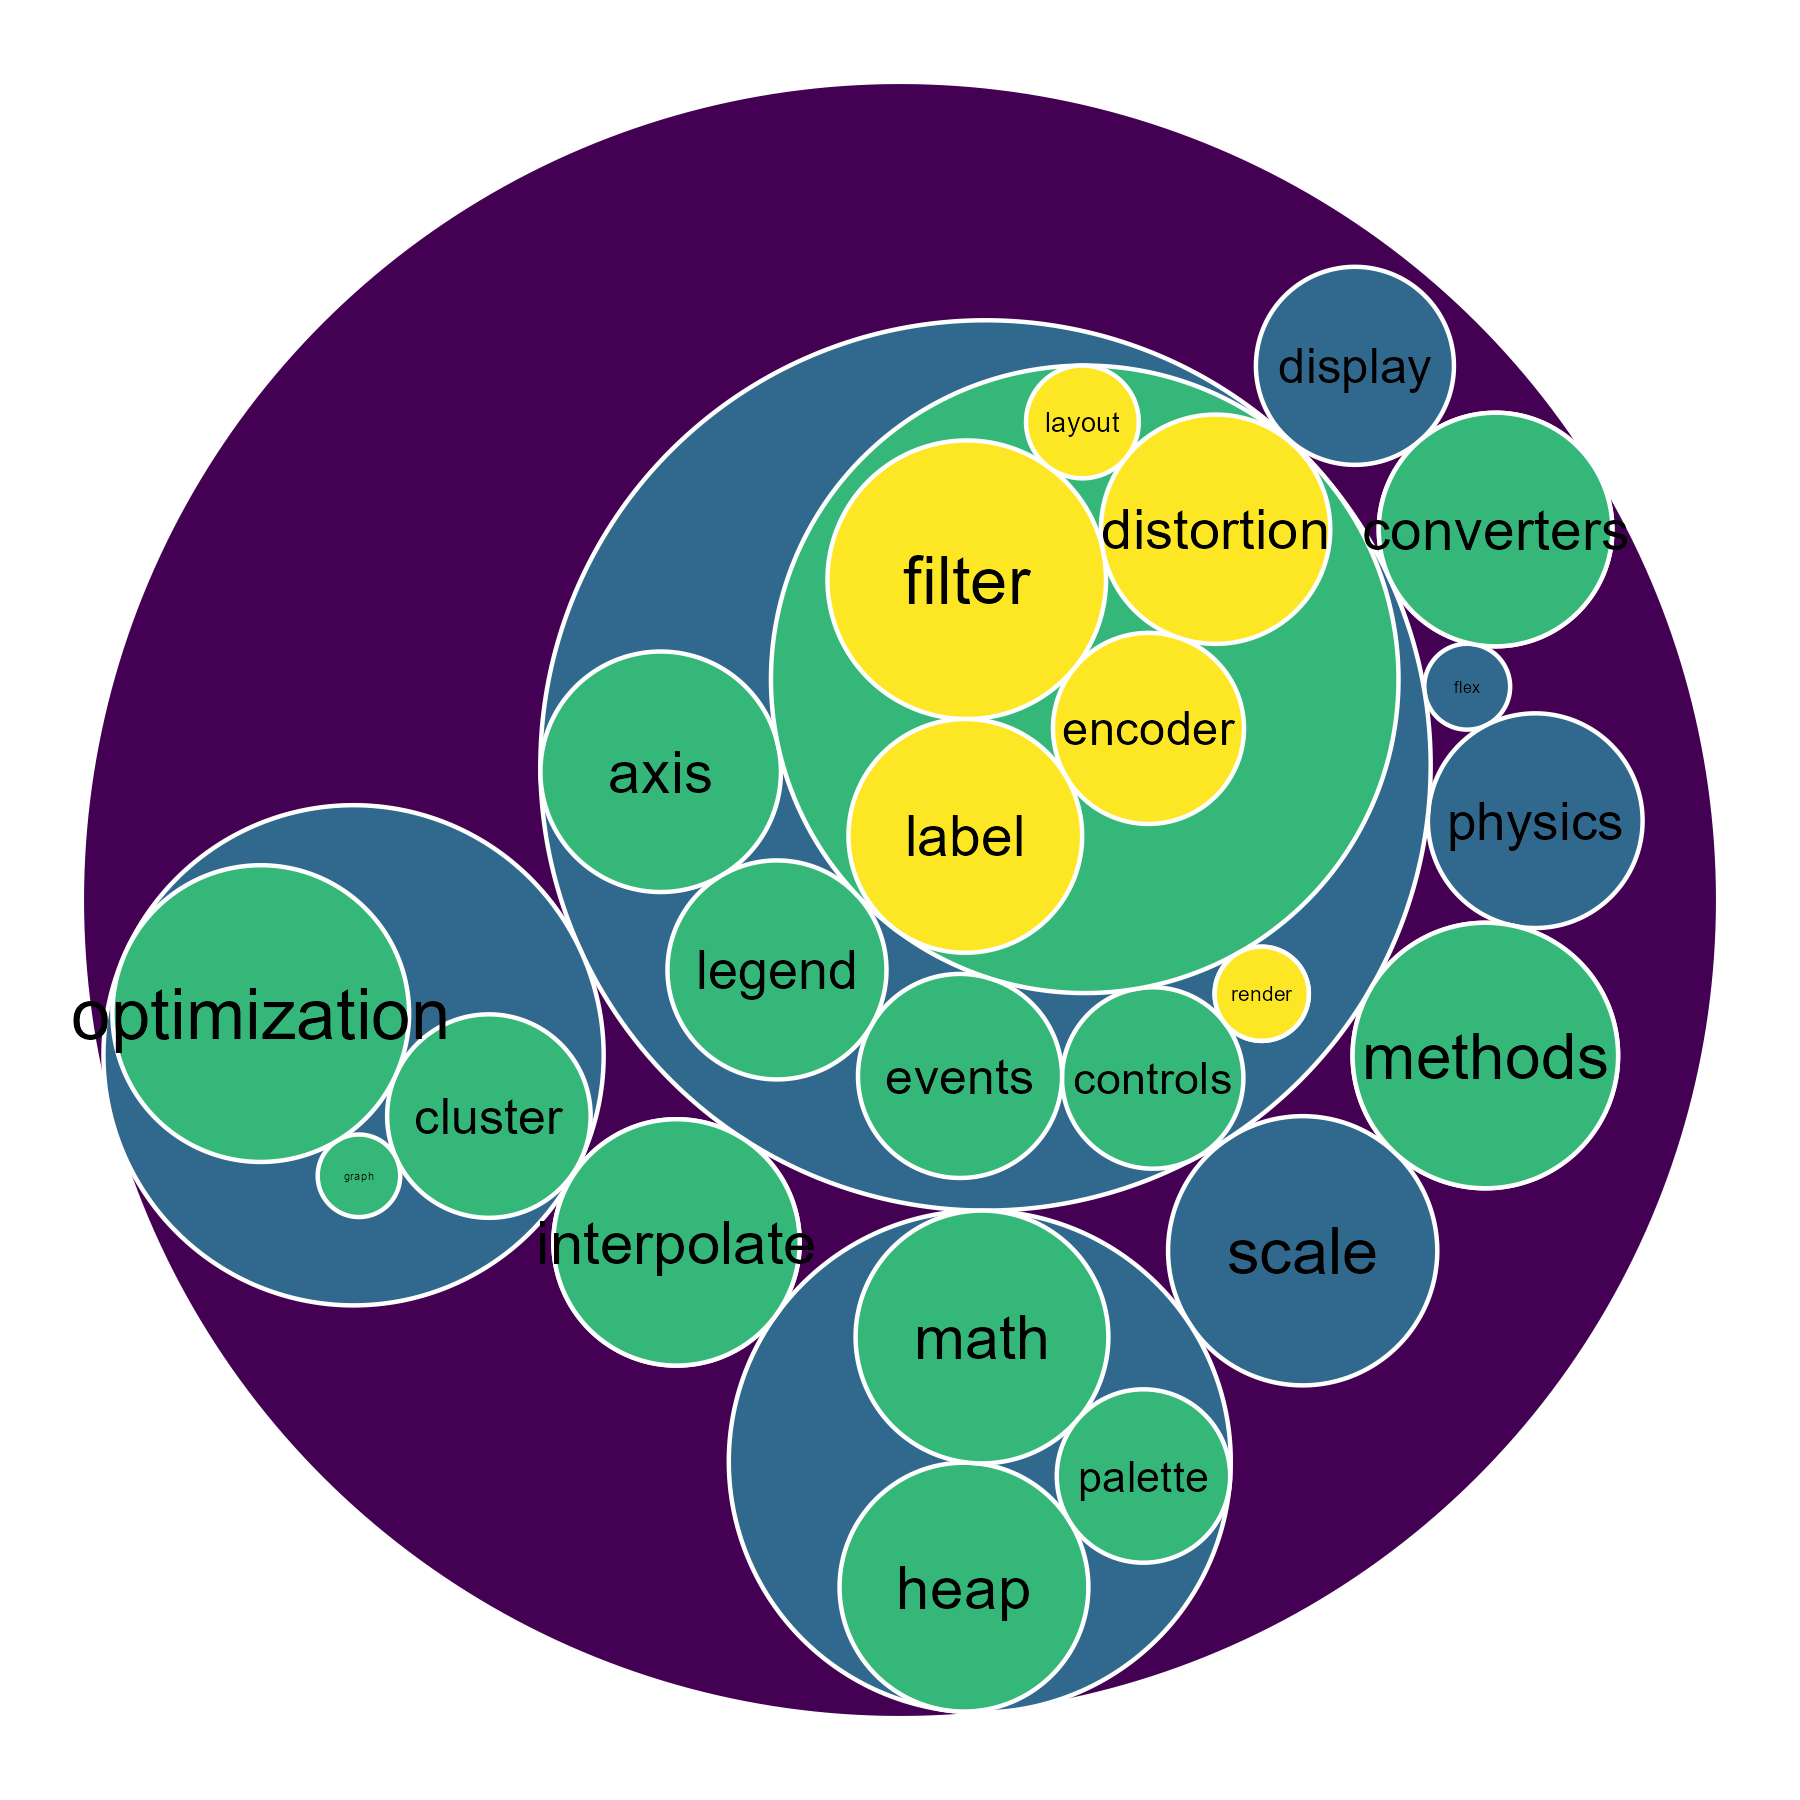 display
layout
distortion
converters
filter
flex
encoder
axis
physics
label
legend
render
optimization
methods
events
controls
cluster
graph
interpolate
scale
math
palette
heap